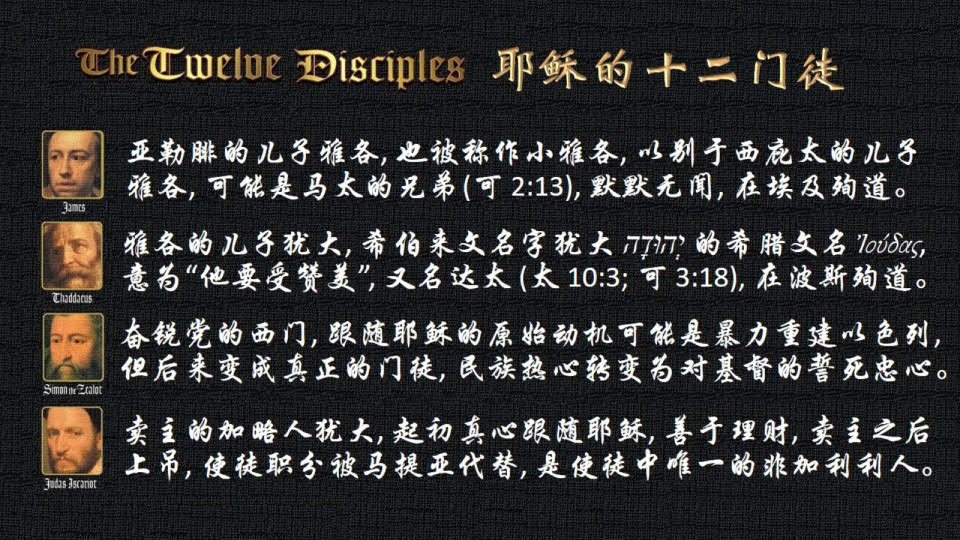 The Twelve Disciples 耶稣的十二门徒
亚勒腓的儿子雅各, 也被称作小雅各, 以别于西庇太的儿子
雅各, 可能是马太的兄弟 (可 2:13), 默默无闻, 在埃及殉道。
James
雅各的儿子犹大, 希伯来文名字犹大 יְהוּדָה 的希腊文名 Ἰούδας,
意为“他要受赞美”, 又名达太 (太 10:3; 可 3:18), 在波斯殉道。
Thaddaeus
奋锐党的西门, 跟随耶稣的原始动机可能是暴力重建以色列,
但后来变成真正的门徒, 民族热心转变为对基督的誓死忠心。
Simon the Zealot
卖主的加略人犹大, 起初真心跟随耶稣, 善于理财, 卖主之后
上吊, 使徒职分被马提亚代替, 是使徒中唯一的非加利利人。
Judas Iscariot